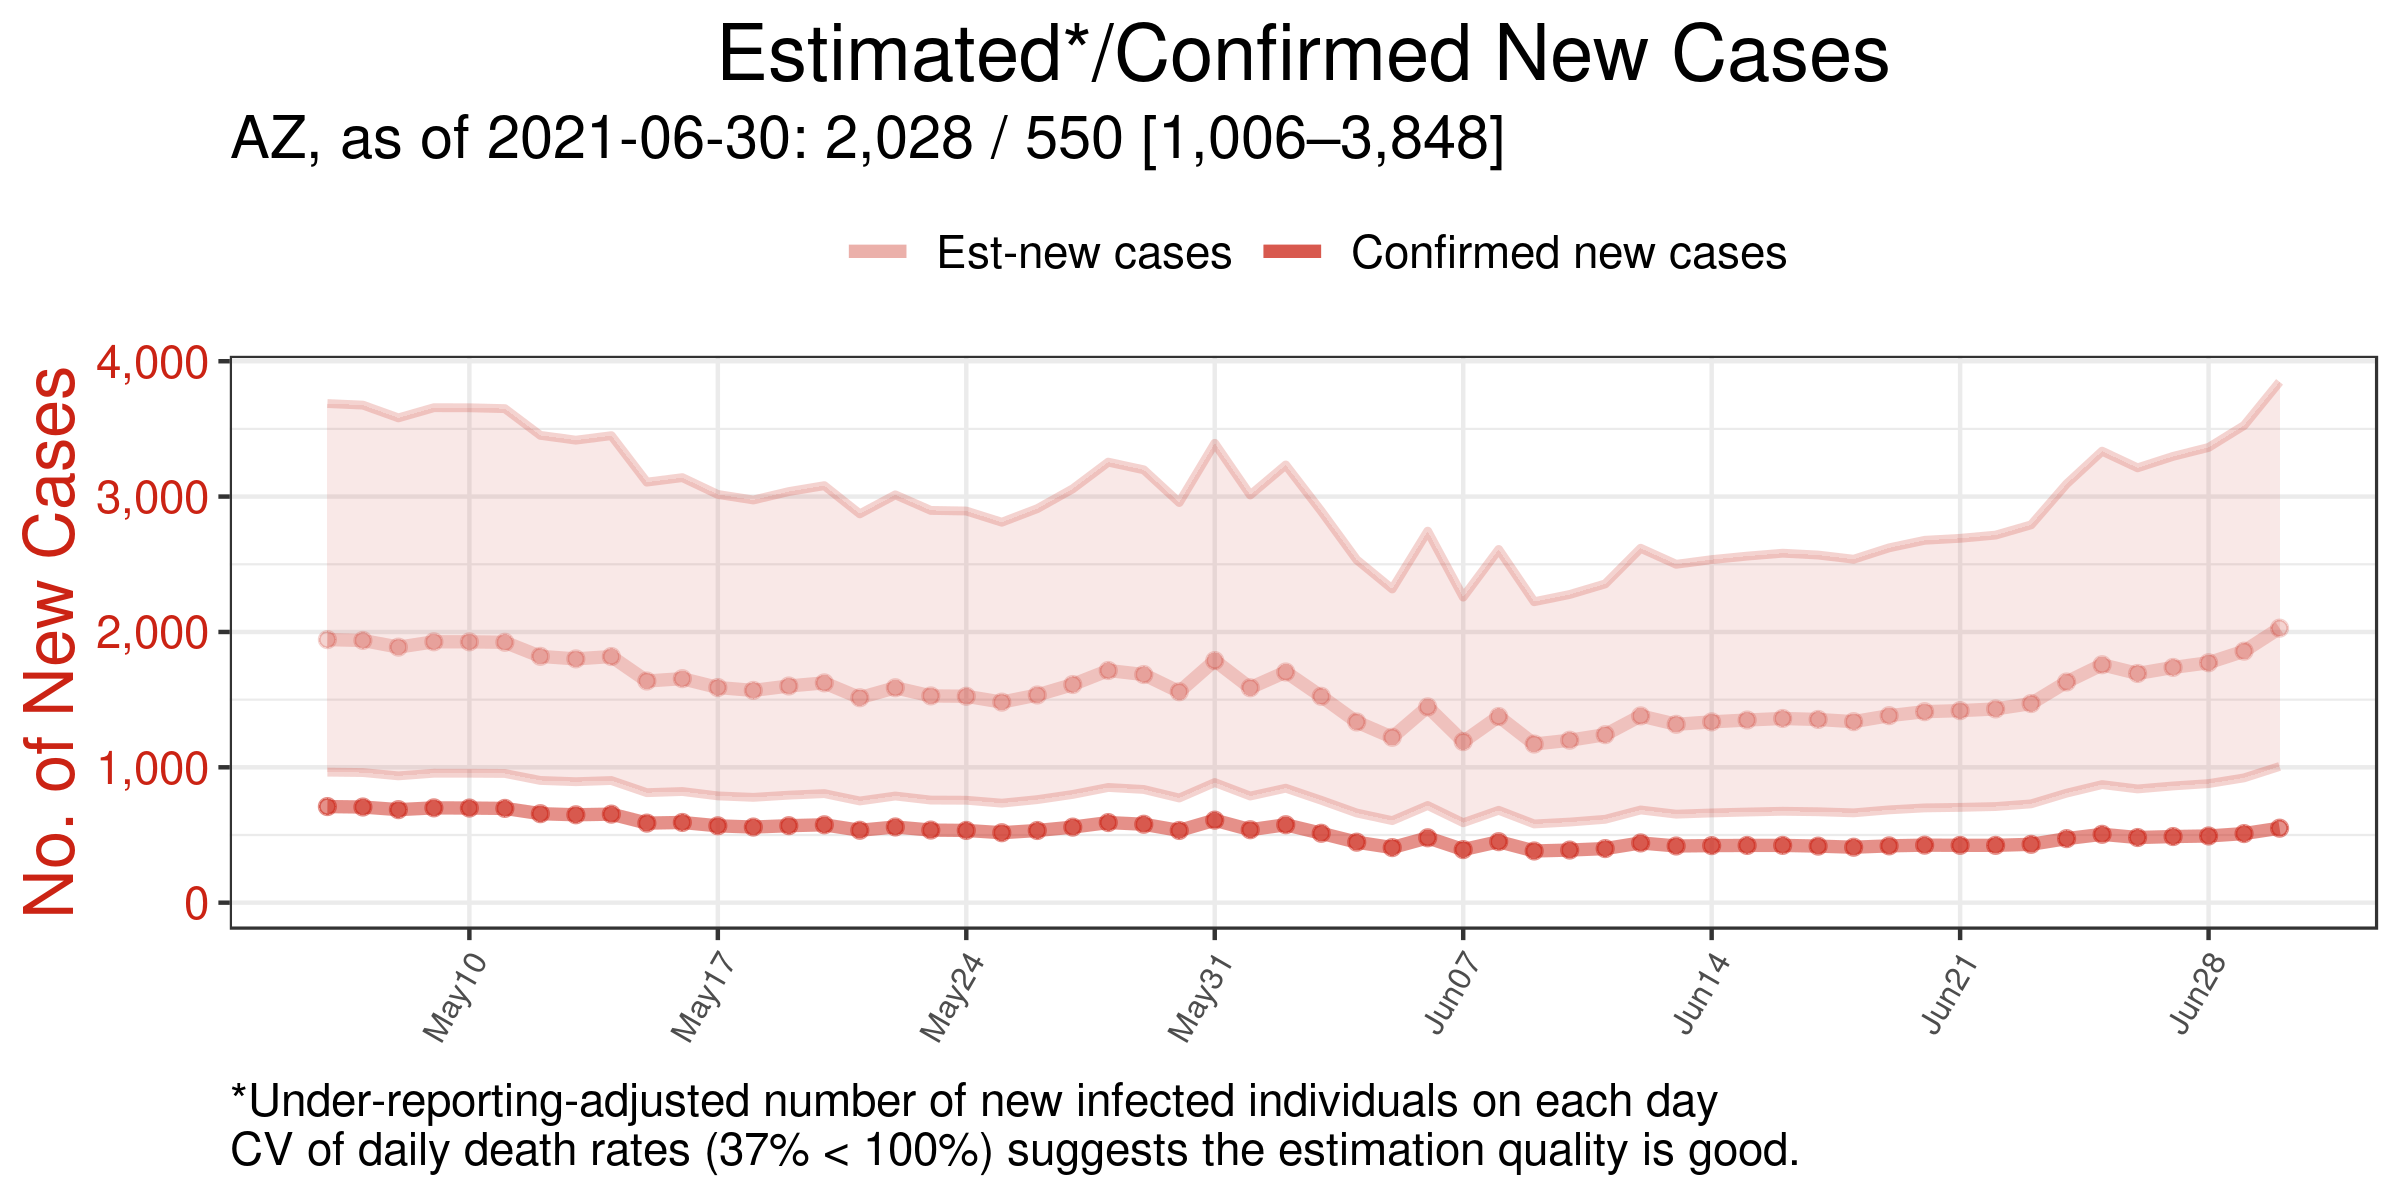 Estimated*/Confirmed New Cases
AZ, as of 2021-06-30: 2,028 / 550 [1,006–3,848]
Est-new cases
Confirmed new cases
No. of New Cases
4,000
3,000
2,000
1,000
0
May10
May17
May24
May31
Jun07
Jun14
Jun21
Jun28
*Under-reporting-adjusted number of new infected individuals on each day
CV of daily death rates (37% < 100%) suggests the estimation quality is good.